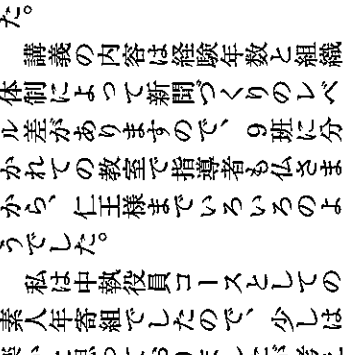 た。
講義の内容は経験年数と組織
体制によって新聞づくりのレベ
ル差がありますので、９班に分
かれての教室で指導者も仏さま
から、仁王様までいろいろのよ
うでした。
私は中執役員コースとしての
素人年寄組でしたので、少しは